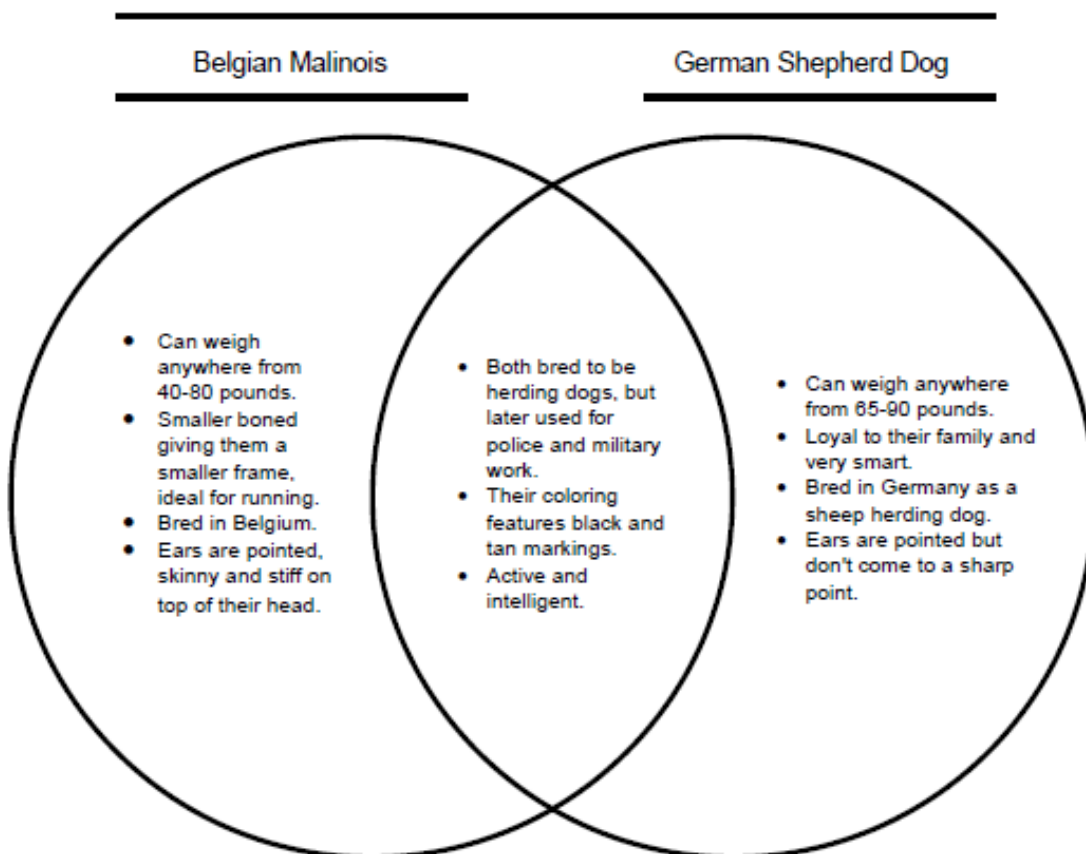 Belgian Malinois
German Shepherd Dog
• Can weigh
anywhere from
40-80 pounds.
• Smaller boned
giving them a
smaller frame,
ideal for running.
• Bred in Belgium.
• Ears are pointed,
skinny and stiff on
top of their head.
• Both bred to be
herding dogs, but
later used for
police and military
work.
• Their coloring
features black and
tan markings.
• Active and
intelligent.
• Can weigh anywhere
from 65-90 pounds.
• Loyal to their family and
very smart.
• Bred in Germany as a
sheep herding dog.
• Ears are pointed but
don't come to a sharp
point.